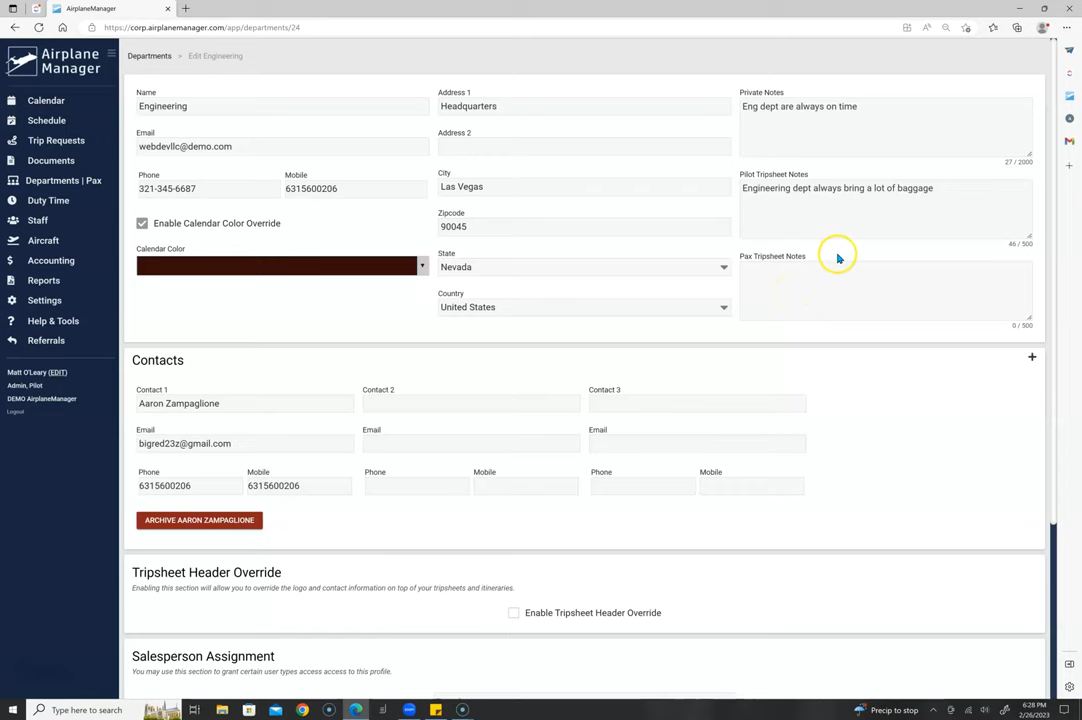 AirplaneManager
https://corp.airplanemanager.com/app/departments/24
Airplane
Manager
Calendar
Schedule
Trip Requests
Documents
Departments | Pax
Duty Time
Staff
Aircraft
Accounting
Reports
Settings
Help & Tools
Referrals
Matt O'Leary (EDIT)
Admin, Pilot
DEMO AirplaneManager
Logout
Departments > Edit Engineering
Name
Engineering
Email
webdevllc@demo.com
Phone
321-345-6687
Mobile
6315600206
Enable Calendar Color Override
Calendar Color
Address 1
Headquarters
Address 2
City
Las Vegas
Zipcode
90045
State
Nevada
Country
United States
Private Notes
Eng dept are always on time
27 / 2000
Pilot Tripsheet Notes
Engineering dept always bring a lot of baggage
46 / 500
Pax Tripsheet Notes
0 / 500
Contacts
Contact 1
Aaron Zampaglione
Email
bigred23z@gmail.com
Phone
6315600206
Mobile
6315600206
ARCHIVE AARON ZAMPAGLIONE
Contact 2
Email
Phone
Mobile
Contact 3
Email
Phone
Mobile
Tripsheet Header Override
Enabling this section will allow you to override the logo and contact information on top of your tripsheets and itineraries.
Enable Tripsheet Header Override
Salesperson Assignment
You may use this section to grant certain user types access access to this profile.
Type here to search
Precip to stop
6:28 PM
2/26/2023